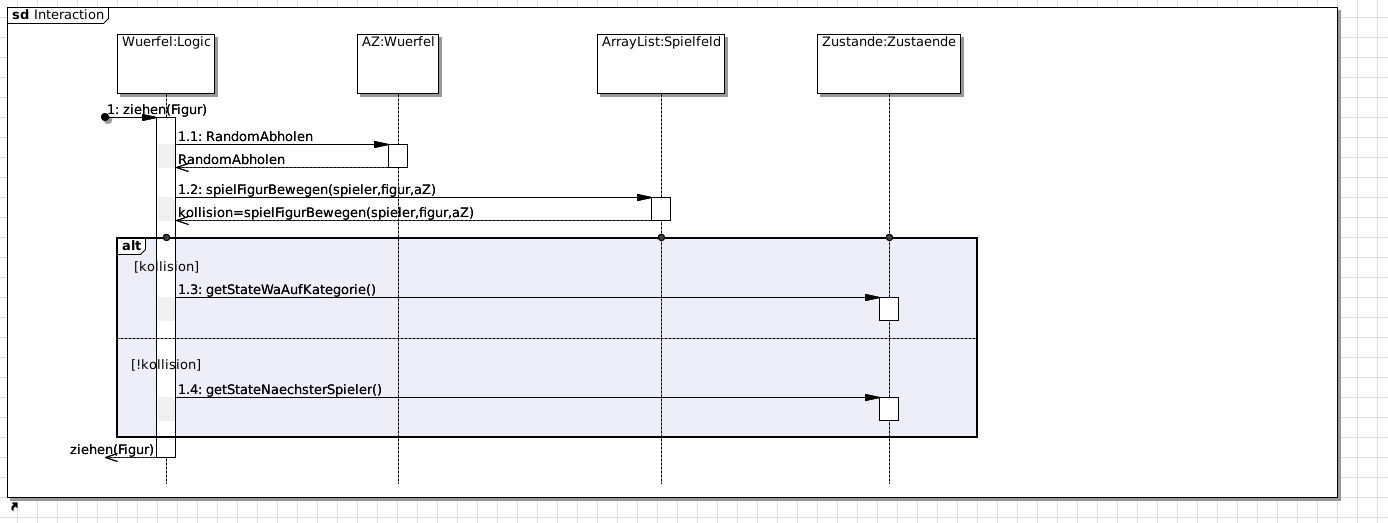 sd Interaction
Wuerfel:Logic
AZ:Wuerfel
ArrayList:Spielfeld
Zustande:Zustaende
1: ziehen(Figur)
1.1: RandomAbholen
RandomAbholen
1.2: spielFigurBewegen(spieler,figur,aZ)
kollision=spielFigurBewegen(spieler,figur,aZ)
alt
[kollision]
1.3: getStateWaAufKategorie()
[!kollision]
1.4: getStateNaechsterSpieler()
ziehen(Figur)